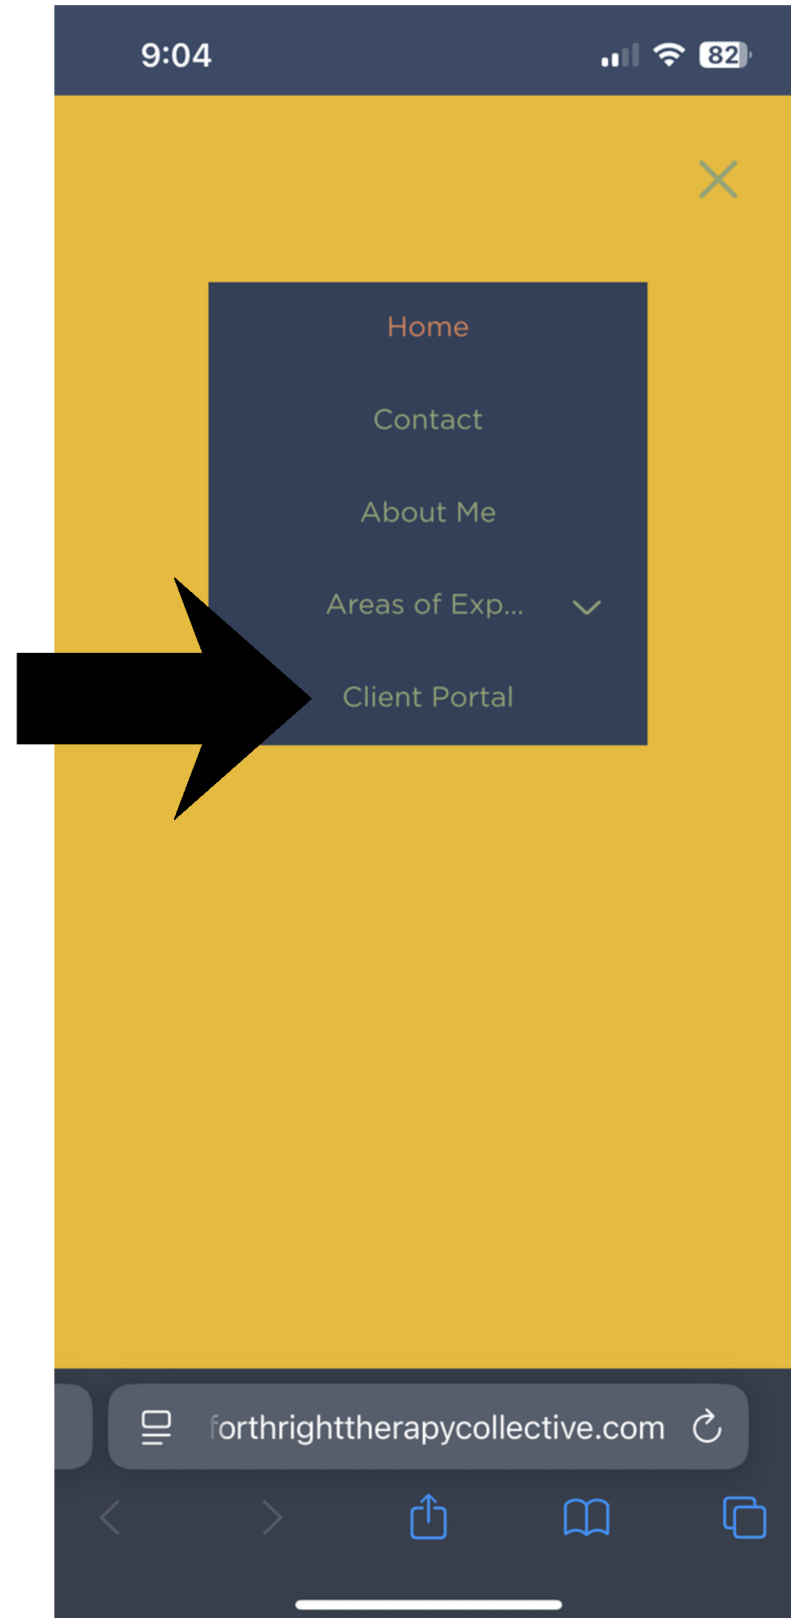 9:04
82
Home
Contact
About Me
Areas of Exp...
Client Portal
forthrighttherapycollective.com